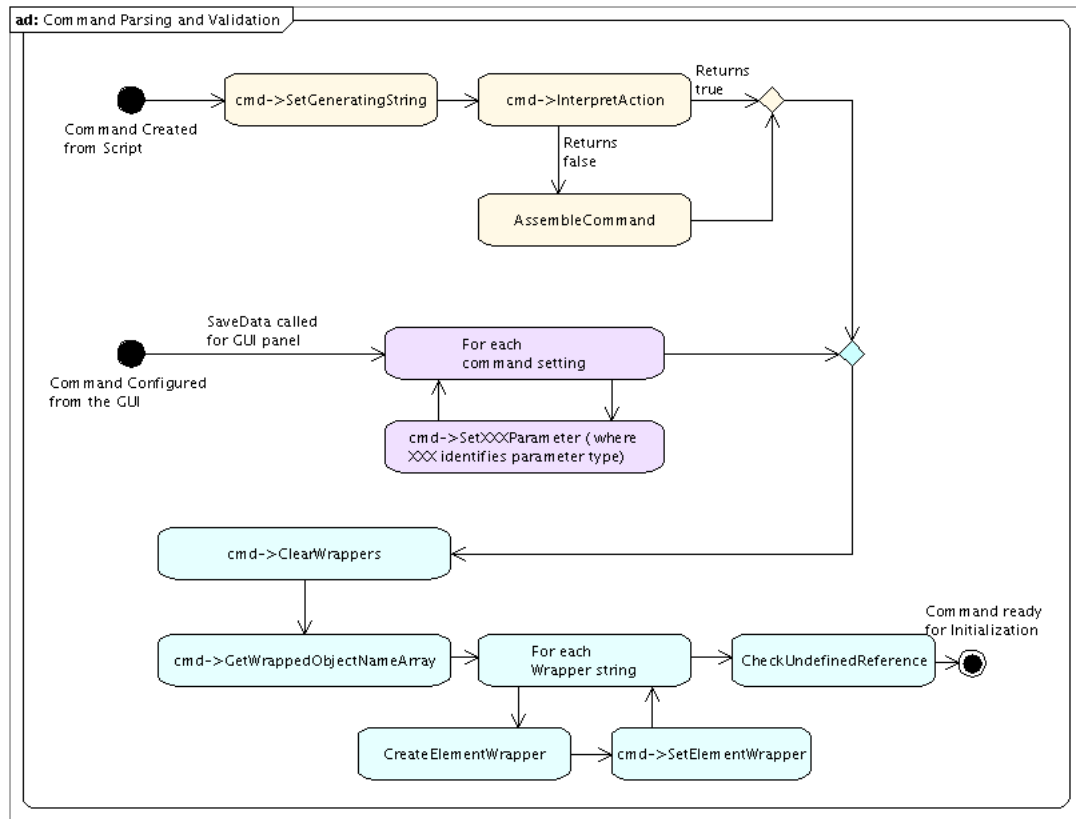 ad: Command Parsing and Validation
Returns
true
cmd->SetGeneratingString
cmd->InterpretAction
Command Created
from Script
Returns
false
AssembleCommand
SaveData called
for GUI panel
For each
command setting
Command Configured
from the GUI
cmd->SetXXXParameter ( where
XXX identifies parameter type)
cmd->ClearWrappers
Command ready
for Initialization
cmd->GetWrappedObjectNameArray
For each
Wrapper string
CheckUndefinedReference
CreateElementWrapper
cmd->SetElementWrapper